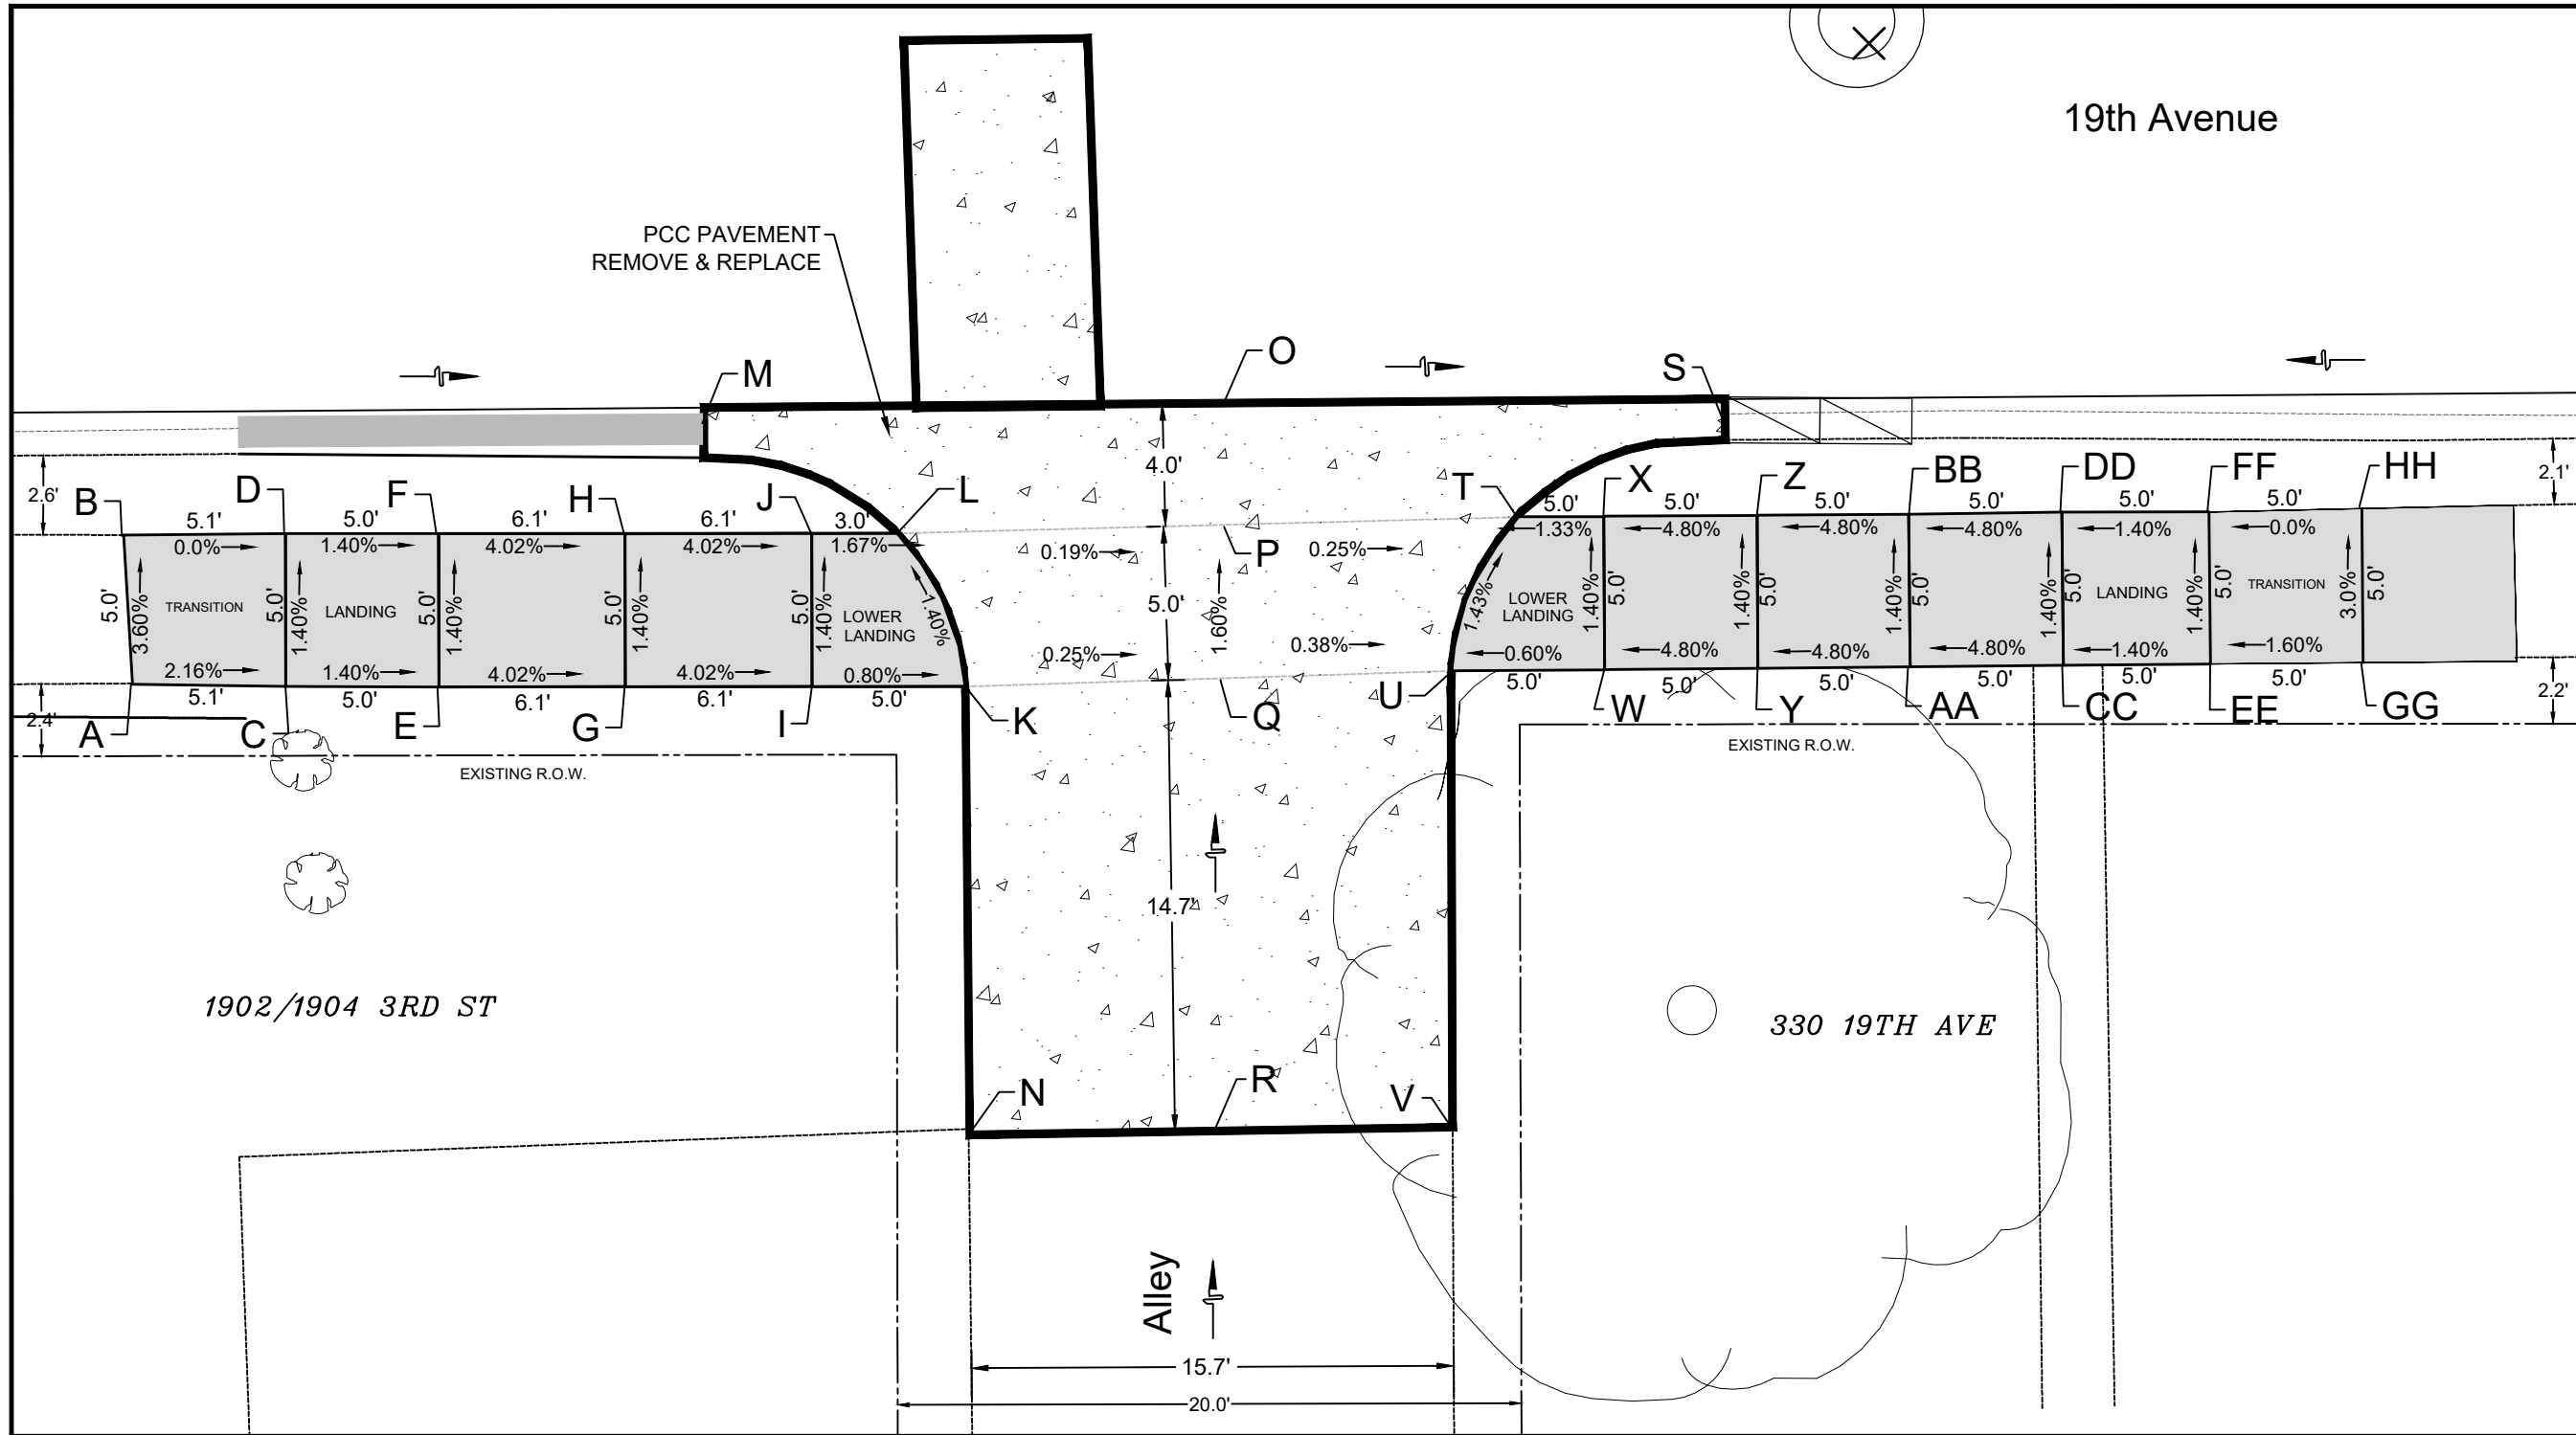 19th Avenue
PCC PAVEMENT
REMOVE & REPLACE
O
M
S
4.0'
2.6'
B
D
F
H
J
L
T
X
Z
BB
DD
FF
HH
2.1'
5.1'
5.0'
6.1'
6.1'
3.0'
5.0'
5.0'
5.0'
5.0'
5.0'
5.0'
0.0%
1.40%
4.02%
4.02%
1.67%
0.19%
P
0.25%
1.33%
4.80%
4.80%
4.80%
1.40%
0.0%
5.0'
3.60%
TRANSITION
5.0'
1.40%
LANDING
5.0'
1.40%
5.0'
1.40%
5.0'
1.40%
LOWER
LANDING
1.40%
5.0'
1.60%
1.43%
LOWER
LANDING
1.40%
5.0'
1.40%
5.0'
1.40%
5.0'
1.40%
5.0'
LANDING
1.40%
5.0'
TRANSITION
3.0%
5.0'
2.16%
1.40%
4.02%
4.02%
0.80%
0.25%
0.38%
0.60%
4.80%
4.80%
4.80%
1.40%
1.60%
5.1'
5.0'
6.1'
6.1'
5.0'
5.0'
5.0'
5.0'
5.0'
5.0'
5.0'
2.4'
A
C
E
G
I
K
Q
U
W
Y
AA
CC
EE
GG
2.2'
EXISTING R.O.W.
EXISTING R.O.W.
14.7'
1902/1904 3RD ST
330 19TH AVE
N
R
V
Alley
15.7'
20.0'